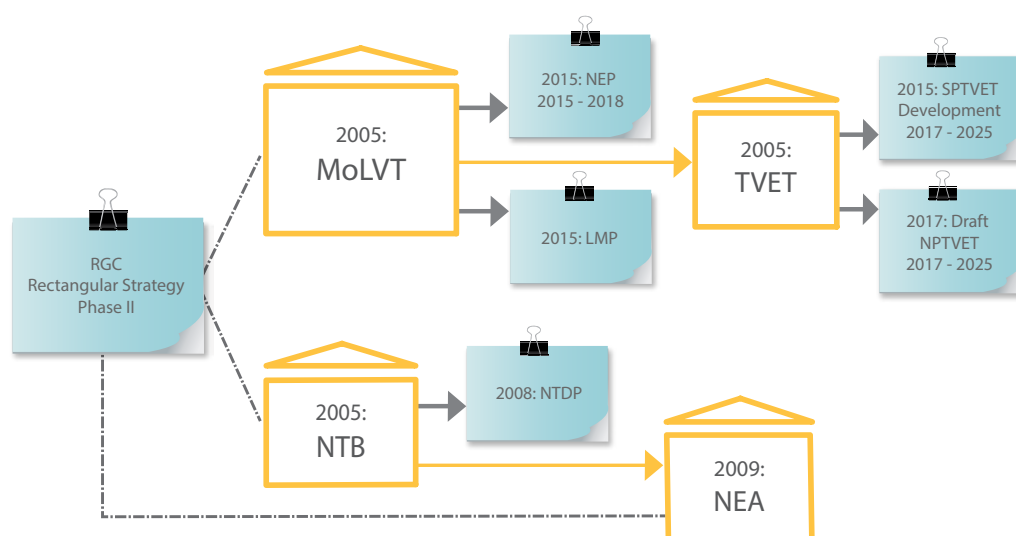 RGC
Rectangular Strategy
Phase II
2005:
MoLVT
2015: NEP
2015 - 2018
2015: LMP
2005:
TVET
2015: SPTVET
Development
2017 - 2025
2017: Draft
NPTVET
2017 - 2025
2005:
NTB
2008: NTDP
2009:
NEA